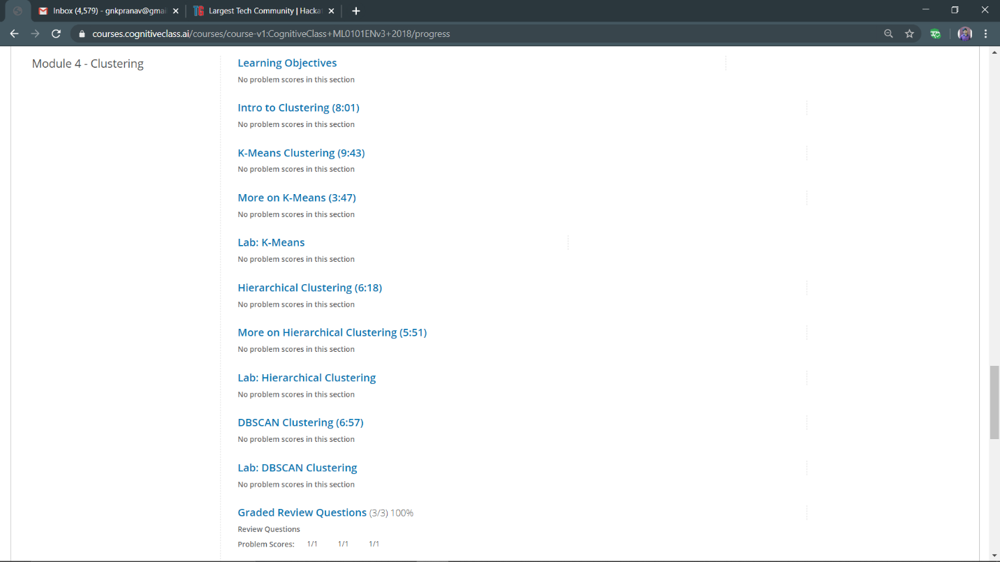 Inbox (4,579) - gnkpranav@gmai
Largest Tech Community | Hacka
courses.cognitiveclass.ai/courses/course-v1:CognitiveClass+ML0101ENv3+2018/progress
Module 4 - Clustering
Learning Objectives
No problem scores in this section
Intro to Clustering (8:01)
No problem scores in this section
K-Means Clustering (9:43)
No problem scores in this section
More on K-Means (3:47)
No problem scores in this section
Lab: K-Means
No problem scores in this section
Hierarchical Clustering (6:18)
No problem scores in this section
More on Hierarchical Clustering (5:51)
No problem scores in this section
Lab: Hierarchical Clustering
No problem scores in this section
DBSCAN Clustering (6:57)
No problem scores in this section
Lab: DBSCAN Clustering
No problem scores in this section
Graded Review Questions (3/3) 100%
Review Questions
Problem Scores: 1/1 1/1 1/1